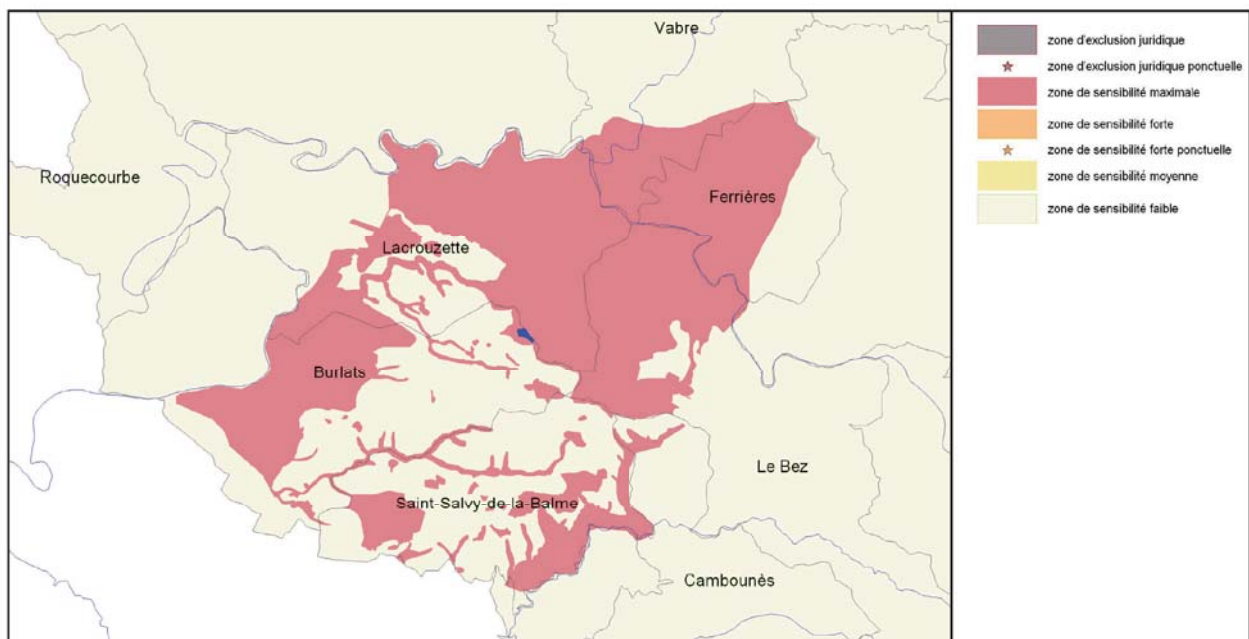 Vabre
Roquecourbe
Ferrières
Lacrouzette
Burlats
Le Bez
Saint-Salvy-de-la-Balme
Cambounès
zone d'exclusion juridique
zone d'exclusion juridique ponctuelle
zone de sensibilité maximale
zone de sensibilité forte
zone de sensibilité forte ponctuelle
zone de sensibilité moyenne
zone de sensibilité faible